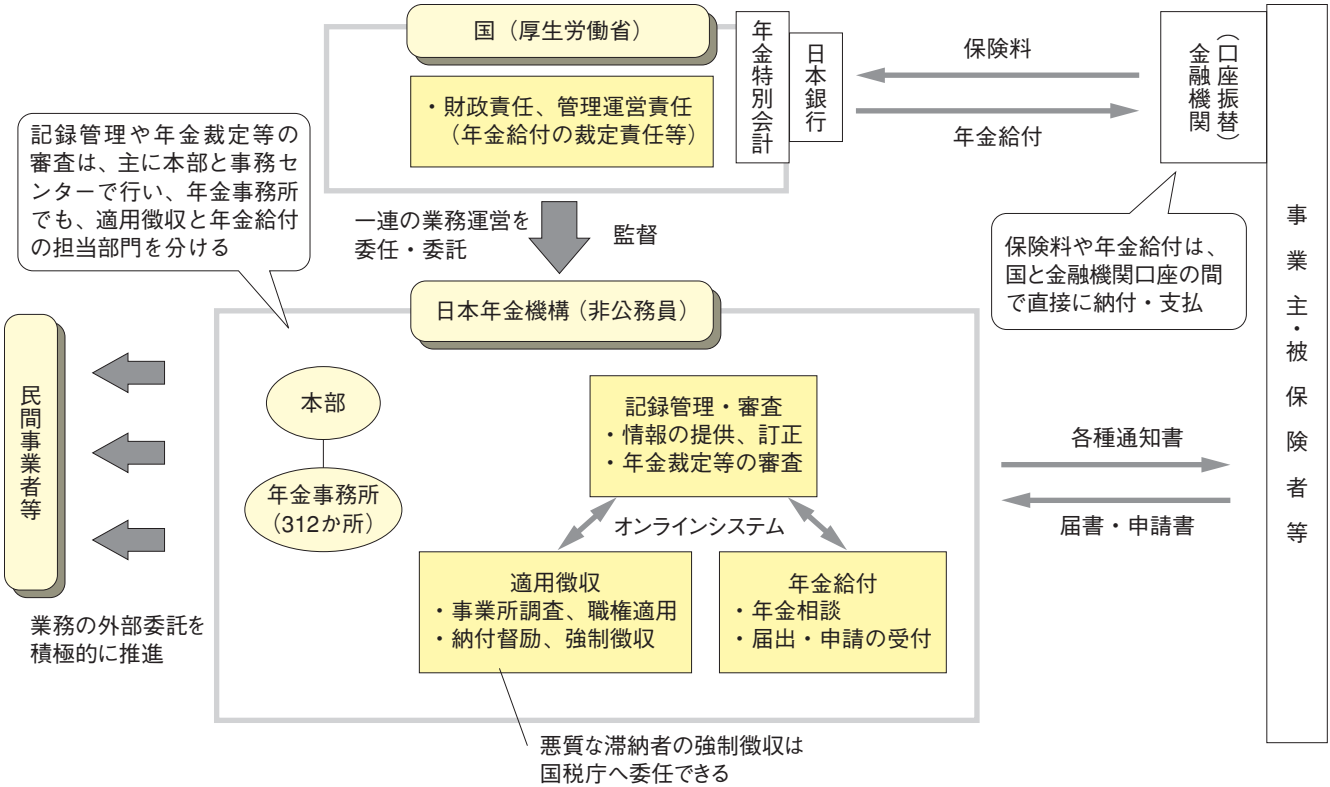 国（厚生労働省）
・財政責任、管理運営責任
（年金給付の裁定責任等）
年金特別会計
日本銀行
保険料
年金給付
金融機関
（口座振替）
事業主・被保険者等
記録管理や年金裁定等の
審査は、主に本部と事務セ
ンターで行い、年金事務所
でも、適用徴収と年金給付
の担当部門を分ける
一連の業務運営を
委任・委託
監督
保険料や年金給付は、
国と金融機関口座の間
で直接に納付・支払
日本年金機構（非公務員）
民間事業者等
業務の外部委託を
積極的に推進
本部
年金事務所
（312か所）
記録管理・審査
・情報の提供、訂正
・年金裁定等の審査
オンラインシステム
適用徴収
・事業所調査、職権適用
・納付督励、強制徴収
年金給付
・年金相談
・届出・申請の受付
各種通知書
届書・申請書
悪質な滞納者の強制徴収は
国税庁へ委任できる